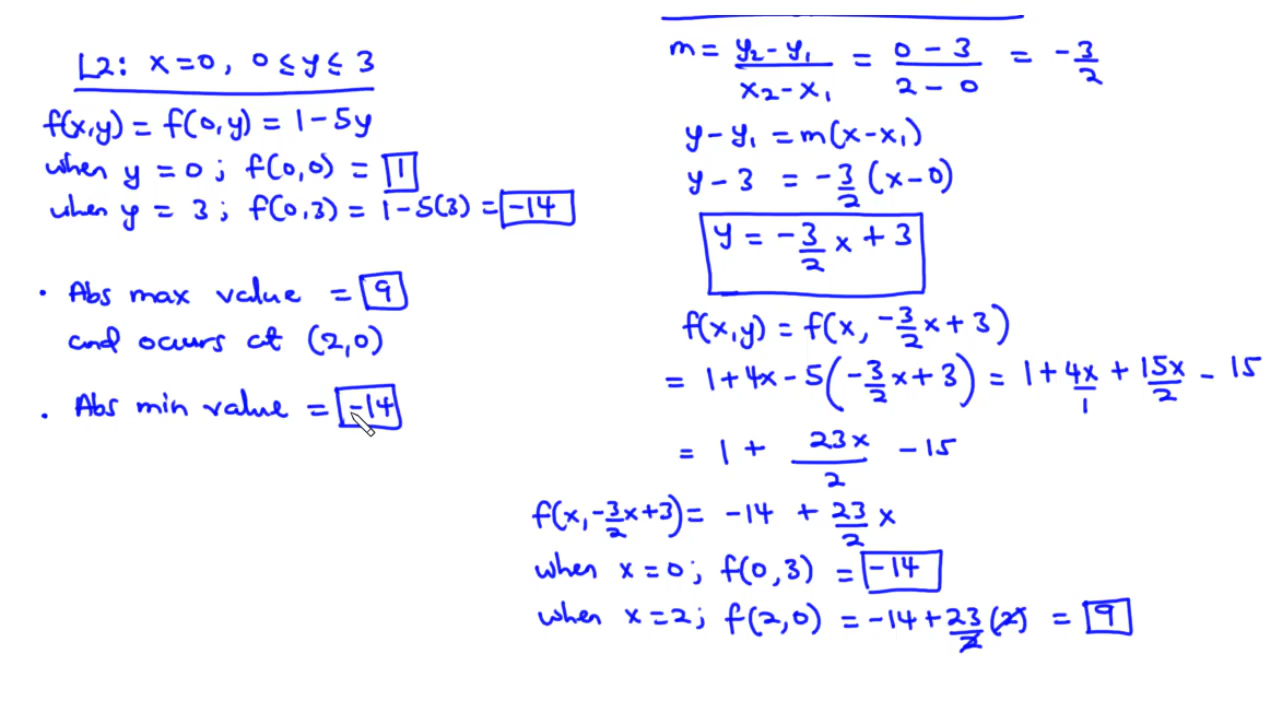 L2: x=0, 0 ≤ y ≤ 3
f(x,y) = f(0,y) = 1 - 5y
when y = 0; f(0,0) = 1
when y = 3; f(0,3) = 1-5(3) = -14
· Abs max value = 9
and occurs at (2,0)
· Abs min value = -14
m = (y₂-y₁)/(x₂-x₁) = (0-3)/(2-0) = -3/2
y - y₁ = m(x-x₁)
y - 3 = -3/2 (x-0)
y = -3/2 x + 3
f(x,y) = f(x, -3/2 x + 3)
= 1+4x-5(-3/2 x+3) = 1+4x/1 + 15x/2 - 15
= 1 + 23x/2 - 15
f(x,-3/2 x+3) = -14 + 23/2 x
when x=0; f(0,3) = -14
when x=2; f(2,0) = -14+23/2 (2) = 9